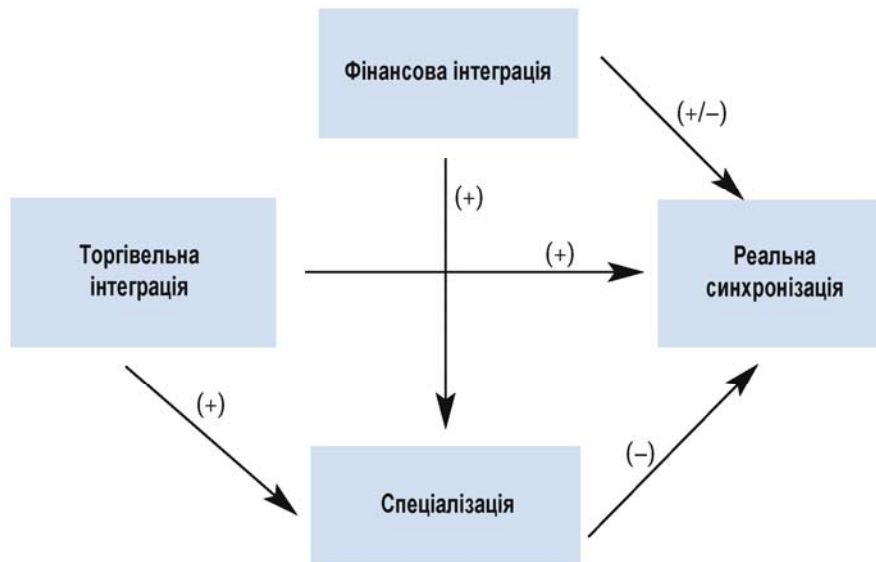 Фінансова інтеграція
(+/−)
(+)
Торгівельна
інтеграція
(+)
Реальна
синхронізація
(+)
(−)
Спеціалізація